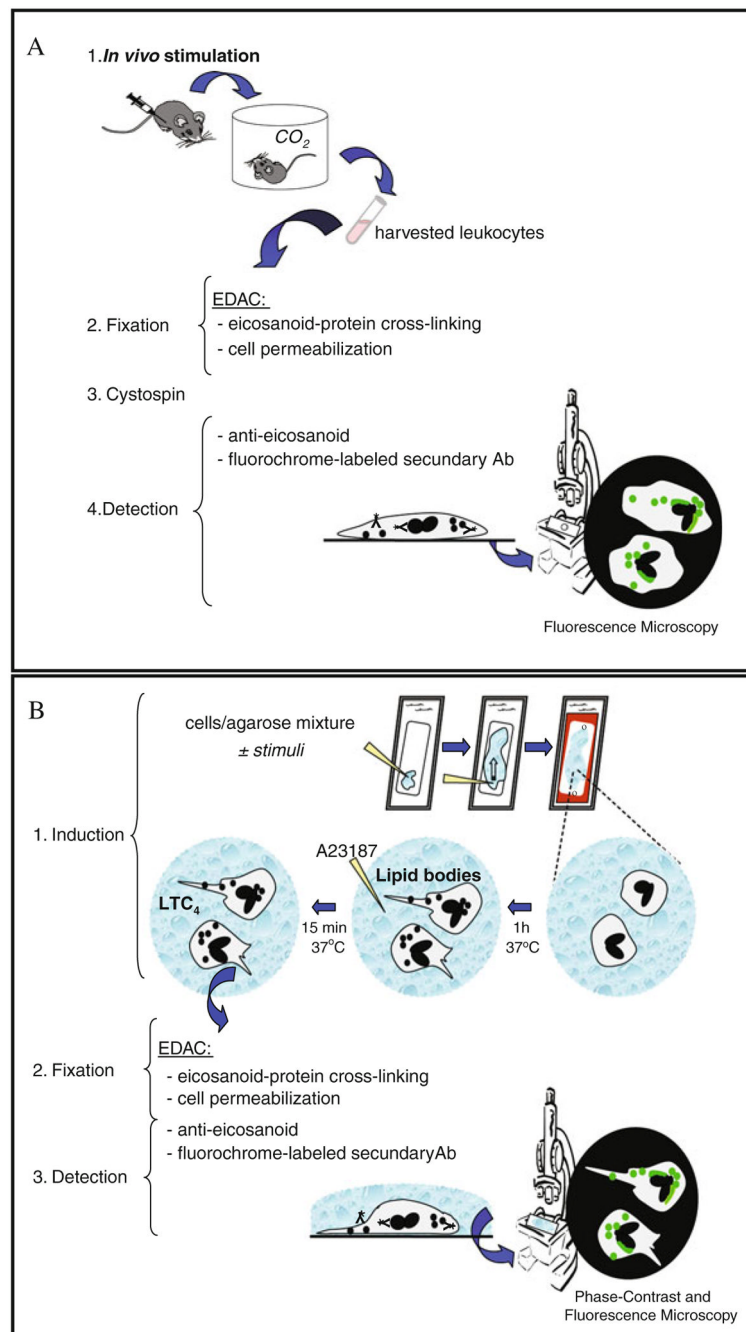 A
1.In vivo stimulation
CO2
harvested leukocytes
EDAC:
2. Fixation
- eicosanoid-protein cross-linking
- cell permeabilization
3. Cystospin
- anti-eicosanoid
- fluorochrome-labeled secundary Ab
4.Detection
Fluorescence Microscopy
B
cells/agarose mixture
± stimuli
1. Induction
A23187
Lipid bodies
LTC4
15 min
37°C
1h
37ºC
EDAC:
2. Fixation
- eicosanoid-protein cross-linking
- cell permeabilization
- anti-eicosanoid
- fluorochrome-labeled secundaryAb
3. Detection
Phase-Contrast and
Fluorescence Microscopy